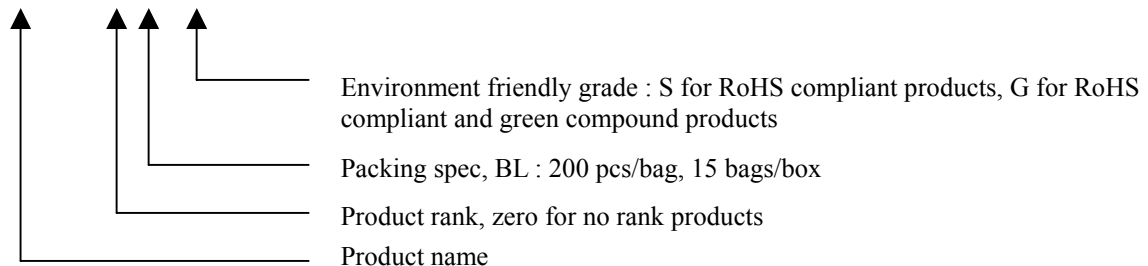 Environment friendly grade : S for RoHS compliant products, G for RoHS
compliant and green compound products
Packing spec, BL : 200 pcs/bag, 15 bags/box
Product rank, zero for no rank products
Product name